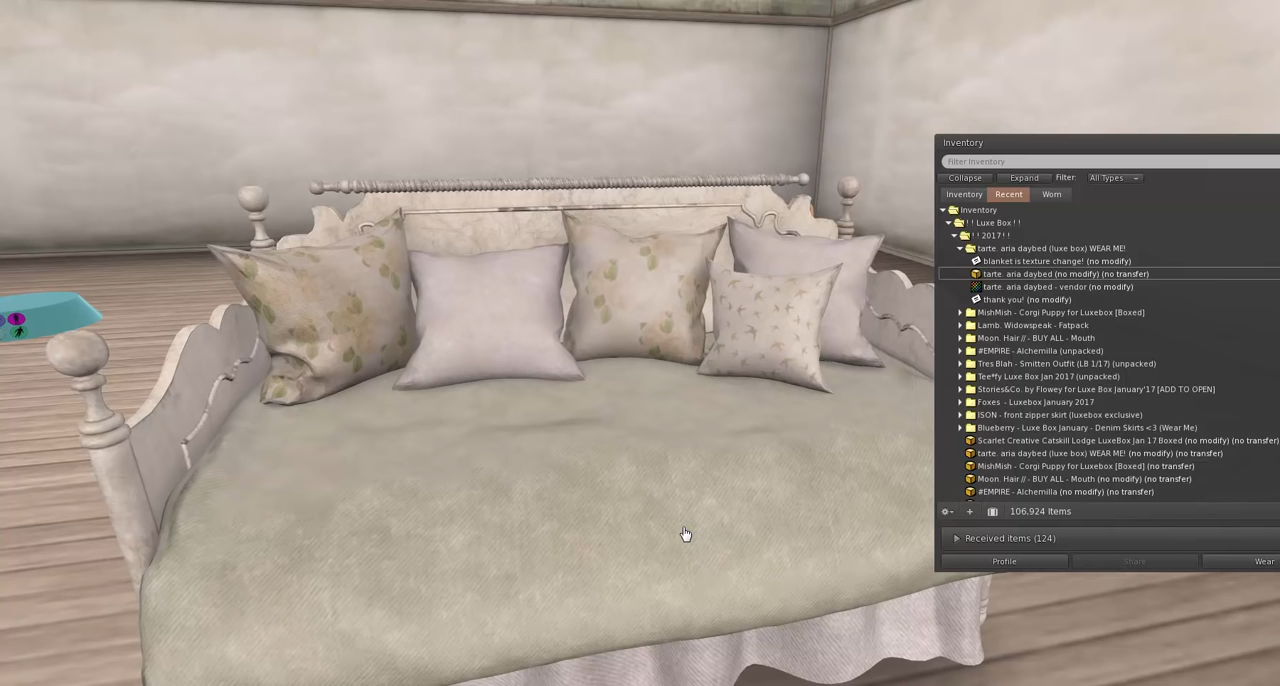 Inventory
Filter Inventory
Collapse Expand Filter: All Types
Inventory Recent Worn
Inventory
! ! Luxe Box ! !
! ! 2017 ! !
tarte. aria daybed (luxe box) WEAR ME!
blanket is texture change! (no modify)
tarte. aria daybed (no modify) (no transfer)
tarte. aria daybed - vendor (no modify)
thank you! (no modify)
MishMish - Corgi Puppy for Luxebox [Boxed]
Lamb. Widowspeak - Fatpack
Moon. Hair // - BUY ALL - Mouth
#EMPIRE - Alchemilla (unpacked)
Tres Blah - Smitten Outfit (LB 1/17) (unpacked)
Tee*fy Luxe Box Jan 2017 (unpacked)
Stories&Co. by Flowey for Luxe Box January'17 [ADD TO OPEN]
Foxes - Luxebox January 2017
ISON - front zipper skirt (luxebox exclusive)
Blueberry - Luxe Box January - Denim Skirts <3 (Wear Me)
Scarlet Creative Catskill Lodge LuxeBox Jan 17 Boxed (no modify) (no transfer)
tarte. aria daybed (luxe box) WEAR ME! (no modify) (no transfer)
MishMish - Corgi Puppy for Luxebox [Boxed] (no transfer)
Moon. Hair // - BUY ALL - Mouth (no modify) (no transfer)
#EMPIRE - Alchemilla (no modify) (no transfer)
106,924 Items
Received items (124)
Profile Share Wear